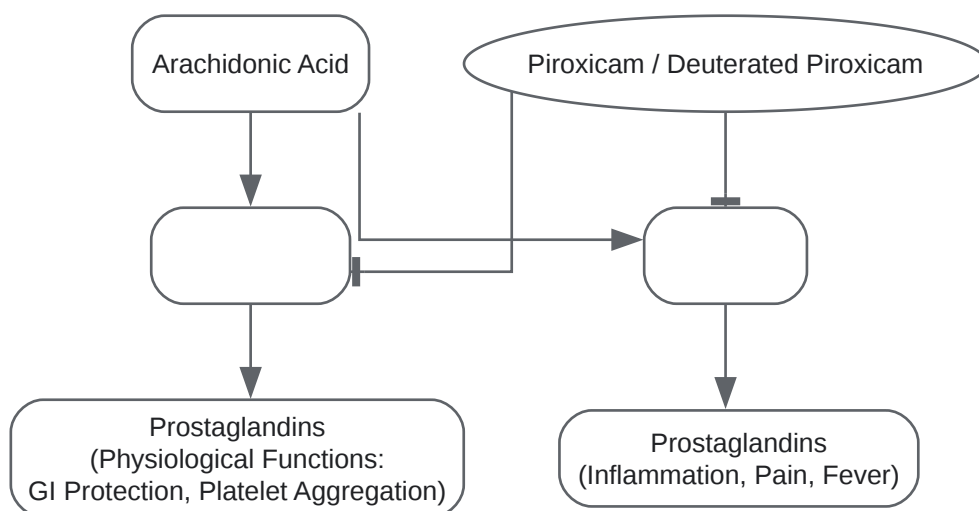 Arachidonic Acid
Piroxicam / Deuterated Piroxicam
Prostaglandins
(Physiological Functions:
GI Protection, Platelet Aggregation)
Prostaglandins
(Inflammation, Pain, Fever)